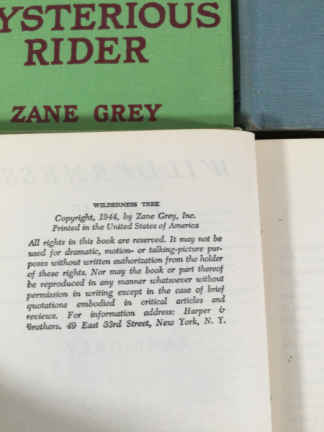 MYSTERIOUS
RIDER
ZANE GREY
WILDERNESS
WILDERNESS TREK
Copyright, 1944, by Zane Grey, Inc.
Printed in the United States of America
All rights in this book are reserved. It may not be
used for dramatic, motion- or talking-picture pur-
poses without written authorization from the holder
of these rights. Nor may the book or part thereof
be reproduced in any manner whatsoever without
permission in writing except in the case of brief
quotations embodied in critical articles and
reviews. For information address: Harper &
Brothers, 49 East 33rd Street, New York, N. Y.